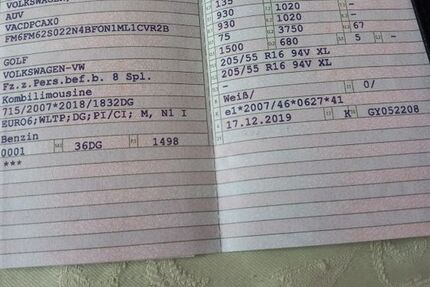 VOLKSWAGEN,
AUV
VACDPCAX0
FM6FM62S022N4BFON1ML1CVR2B
GOLF
VOLKSWAGEN-VW
Fz.z.Pers.bef.b. 8 Spl.
Kombilimousine
715/2007*2018/1832DG
EURO6;WLTP;DG;PI/CI; M, N1 I
Benzin
0001 36DG 1498
***
135 -
930 1020
930 1020 -
75 3750 67
1500 680 5 -
205/55 R16 94V XL
205/55 R16 94V XL
-
Weiß/ 0/
e1*2007/46*0627*41
17.12.2019 K GY052208